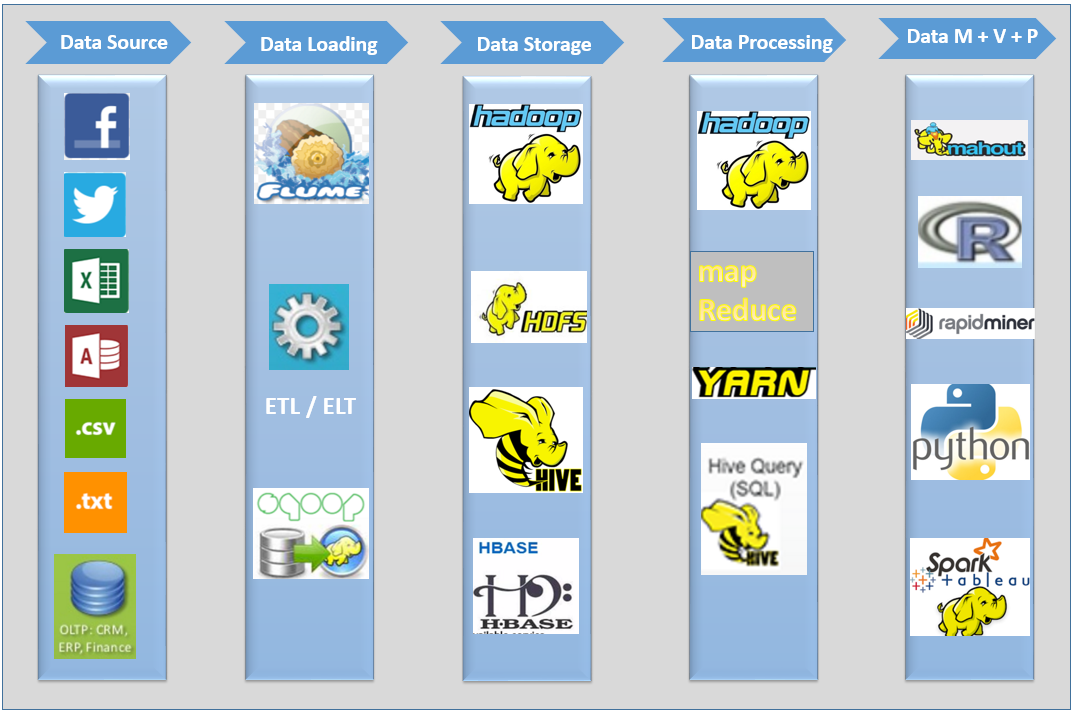 Data Source
Data Loading
Data Storage
Data Processing
Data M + V + P
f
X
A
.csv
.txt
OLTP: CRM,
ERP, Finance
FLUME
ETL / ELT
sqoop
hadoop
HDFS
HIVE
HBASE
H
H·BASE
hadoop
map
Reduce
YARN
Hive Query
(SQL)
HIVE
mahout
R
rapidminer
python
Spark
+ a b l e a u